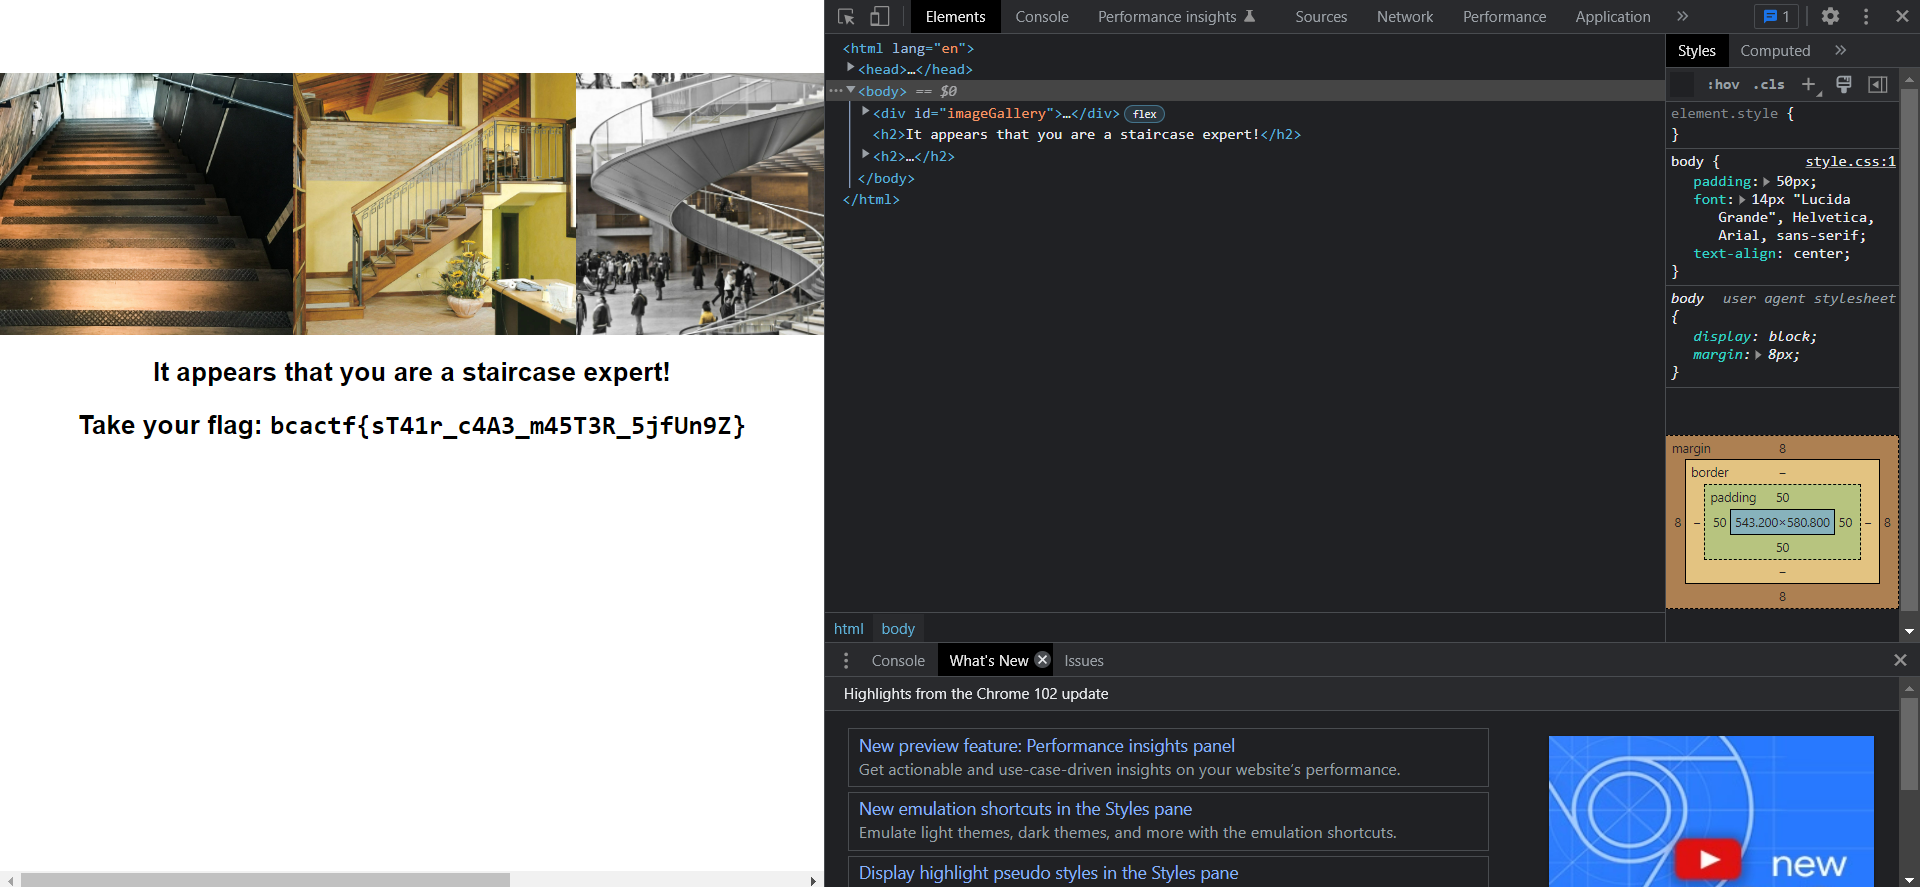 It appears that you are a staircase expert!
Take your flag: bcactf{sT41r_c4A3_m45T3R_5jfUn9Z}
Elements Console Performance insights Sources Network Performance Application » 1
<html lang="en">
<head>…</head>
<body> == $0
<div id="imageGallery">…</div> flex
<h2>It appears that you are a staircase expert!</h2>
<h2>…</h2>
</body>
</html>
html body
Styles Computed »
:hov .cls
element.style {
}
body { style.css:1
padding: 50px;
font: 14px "Lucida
Grande", Helvetica,
Arial, sans-serif;
text-align: center;
}
body user agent stylesheet
{
display: block;
margin: 8px;
}
margin 8
border –
padding 50
8 – 50 543.200×580.800 50 – 8
50
–
8
Console What's New Issues
Highlights from the Chrome 102 update
New preview feature: Performance insights panel
Get actionable and use-case-driven insights on your website's performance.
New emulation shortcuts in the Styles pane
Emulate light themes, dark themes, and more with the emulation shortcuts.
Display highlight pseudo styles in the Styles pane
new